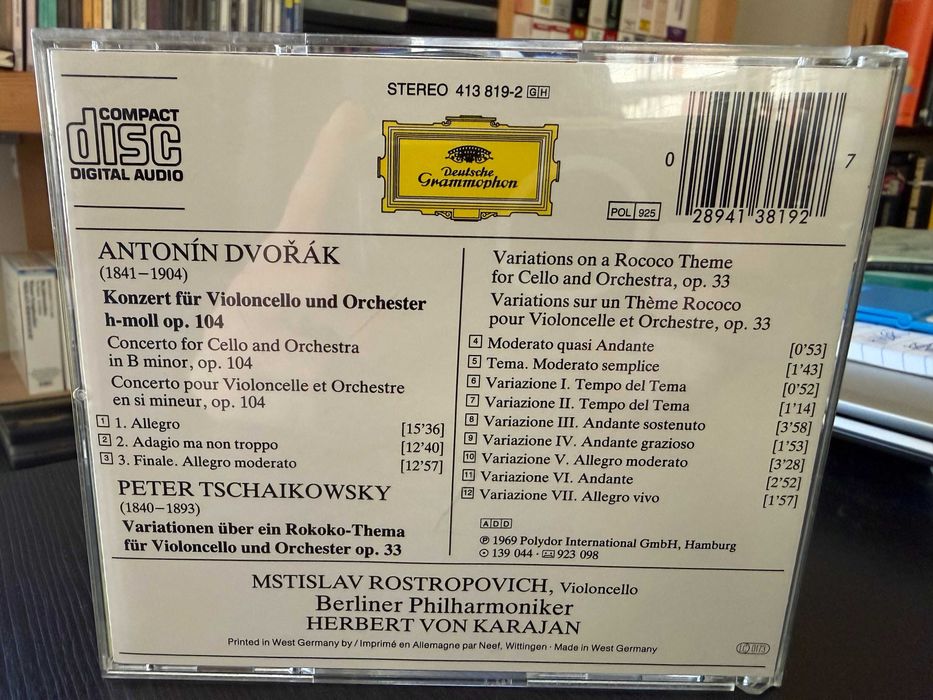 STEREO 413 819-2 GH
COMPACT
disc
DIGITAL AUDIO
Deutsche
Grammophon
POL 925
0 28941 38192 7
ANTONÍN DVOŘÁK
(1841–1904)
Konzert für Violoncello und Orchester
h-moll op. 104
Concerto for Cello and Orchestra
in B minor, op. 104
Concerto pour Violoncelle et Orchestre
en si mineur, op. 104
1 1. Allegro [15'36]
2 2. Adagio ma non troppo [12'40]
3 3. Finale. Allegro moderato [12'57]
PETER TSCHAIKOWSKY
(1840–1893)
Variationen über ein Rokoko-Thema
für Violoncello und Orchester op. 33
Variations on a Rococo Theme
for Cello and Orchestra, op. 33
Variations sur un Thème Rococo
pour Violoncelle et Orchestre, op. 33
4 Moderato quasi Andante [0'53]
5 Tema. Moderato semplice [1'43]
6 Variazione I. Tempo del Tema [0'52]
7 Variazione II. Tempo del Tema [1'14]
8 Variazione III. Andante sostenuto [3'58]
9 Variazione IV. Andante grazioso [1'53]
10 Variazione V. Allegro moderato [3'28]
11 Variazione VI. Andante [2'52]
12 Variazione VII. Allegro vivo [1'57]
ADD
℗ 1969 Polydor International GmbH, Hamburg
139 044 · 923 098
MSTISLAV ROSTROPOVICH, Violoncello
Berliner Philharmoniker
HERBERT VON KARAJAN
Printed in West Germany by / Imprimé en Allemagne par Neef, Wittingen · Made in West Germany